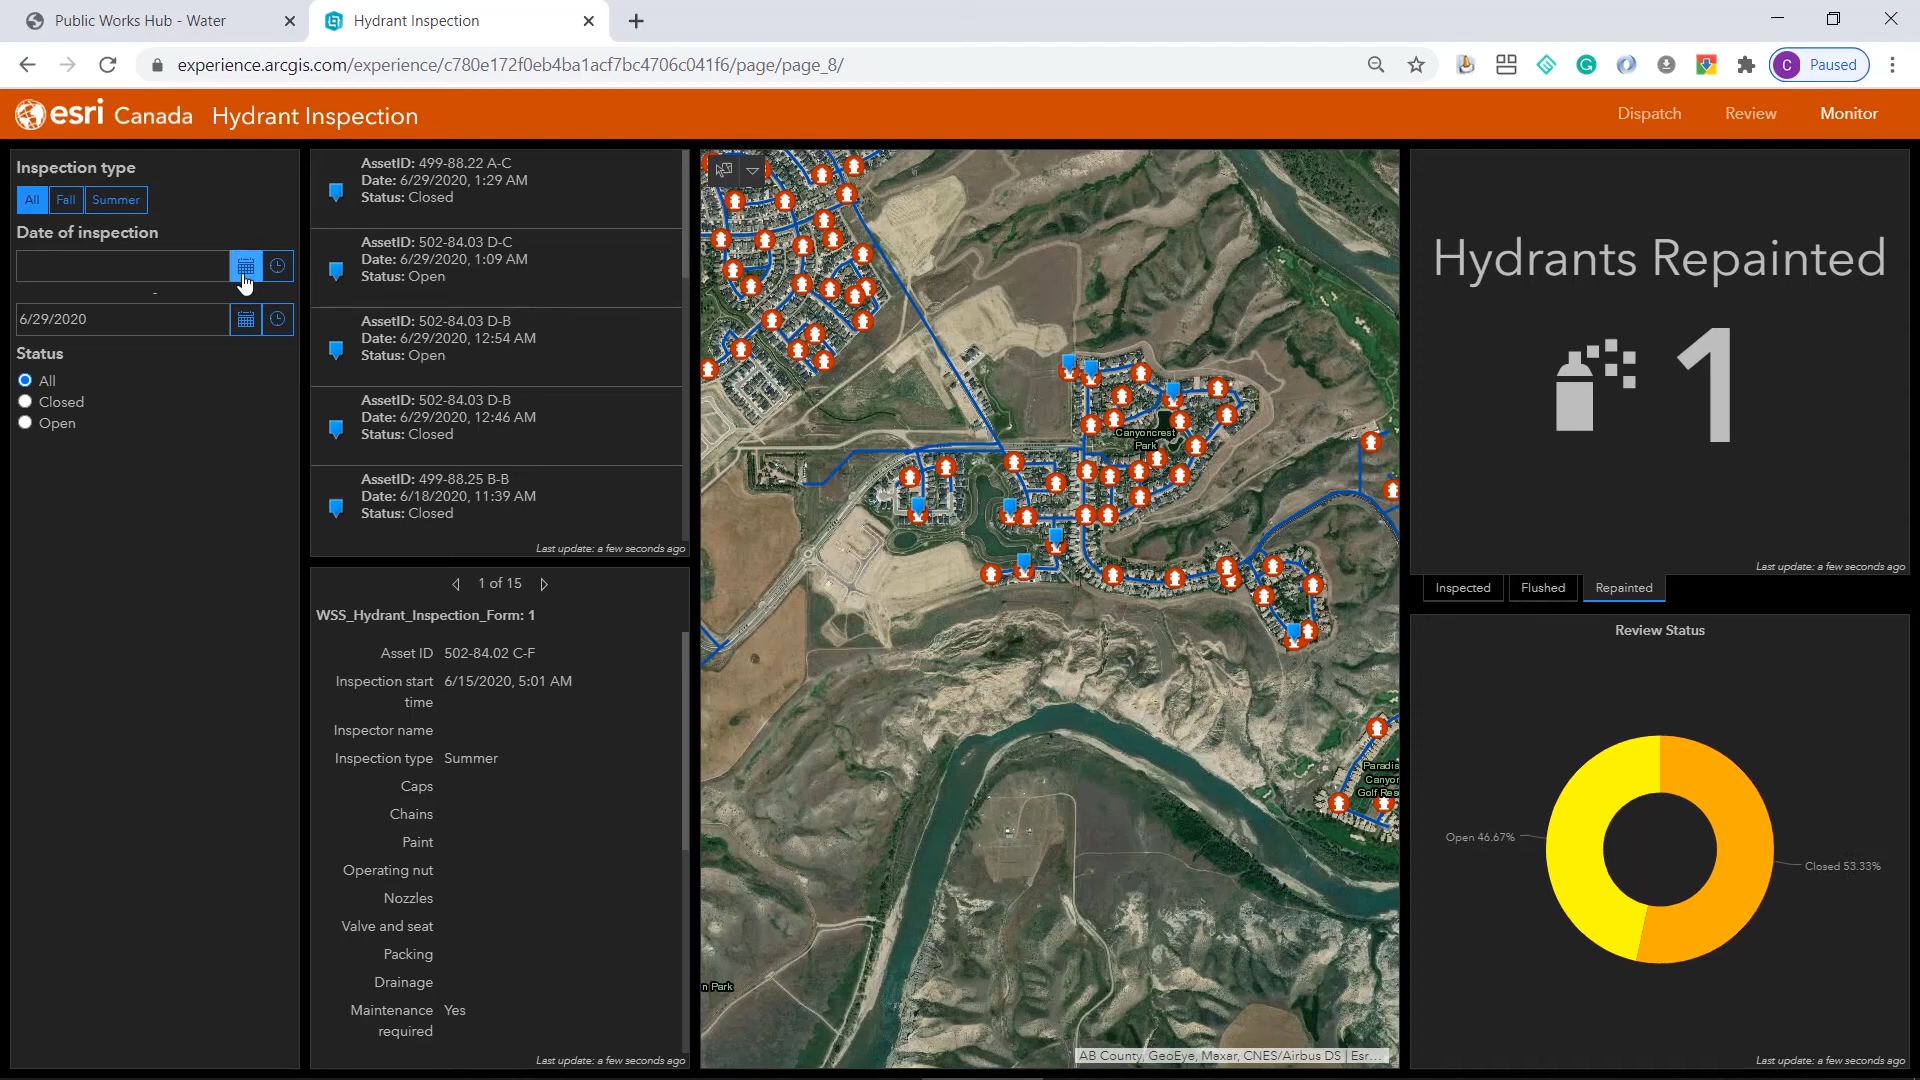 Public Works Hub - Water
Hydrant Inspection
experience.arcgis.com/experience/c780e172f0eb4ba1acf7bc4706c041f6/page/page_8/
C Paused
esri Canada Hydrant Inspection
Dispatch
Review
Monitor
Inspection type
All
Fall
Summer
Date of inspection
-
6/29/2020
Status
All
Closed
Open
AssetID: 499-88.22 A-C
Date: 6/29/2020, 1:29 AM
Status: Closed
AssetID: 502-84.03 D-C
Date: 6/29/2020, 1:09 AM
Status: Open
AssetID: 502-84.03 D-B
Date: 6/29/2020, 12:54 AM
Status: Open
AssetID: 502-84.03 D-B
Date: 6/29/2020, 12:46 AM
Status: Closed
AssetID: 499-88.25 B-B
Date: 6/18/2020, 11:39 AM
Status: Closed
Last update: a few seconds ago
1 of 15
WSS_Hydrant_Inspection_Form: 1
Asset ID 502-84.02 C-F
Inspection start 6/15/2020, 5:01 AM
time
Inspector name
Inspection type Summer
Caps
Chains
Paint
Operating nut
Nozzles
Valve and seat
Packing
Drainage
Maintenance Yes
required
Last update: a few seconds ago
Canyoncrest
Park
Paradis
Canyor
Golf Res
n Park
AB County, GeoEye, Maxar, CNES/Airbus DS | Esr...
Hydrants Repainted
1
Last update: a few seconds ago
Inspected
Flushed
Repainted
Review Status
Open 46.67%
Closed 53.33%
Last update: a few seconds ago